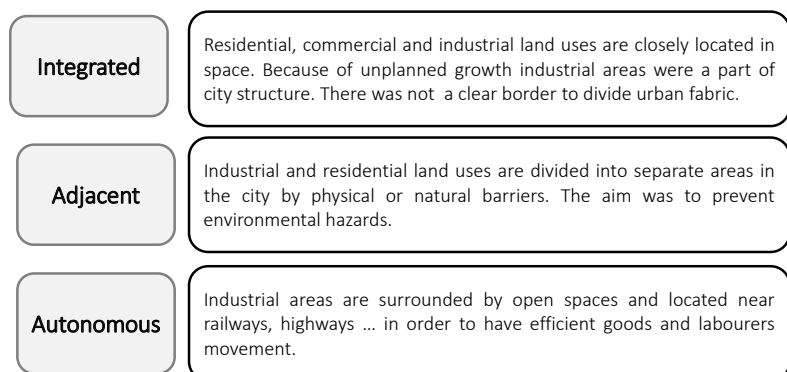 Integrated
Residential, commercial and industrial land uses are closely located in
space. Because of unplanned growth industrial areas were a part of
city structure. There was not a clear border to divide urban fabric.
Adjacent
Industrial and residential land uses are divided into separate areas in
the city by physical or natural barriers. The aim was to prevent
environmental hazards.
Autonomous
Industrial areas are surrounded by open spaces and located near
railways, highways ... in order to have efficient goods and labourers
movement.